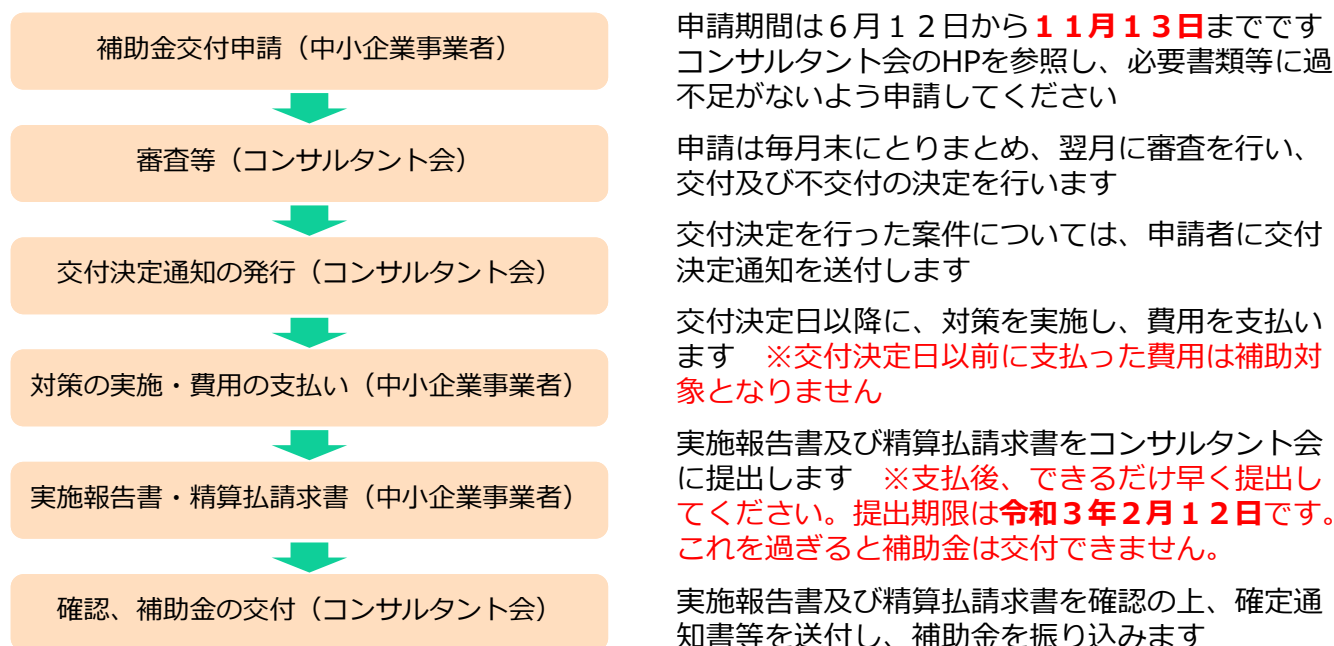 補助金交付申請（中小企業事業者）
申請期間は６月１２日から１１月１３日までです
コンサルタント会のHPを参照し、必要書類等に過
不足がないよう申請してください
審査等（コンサルタント会）
申請は毎月末にとりまとめ、翌月に審査を行い、
交付及び不交付の決定を行います
交付決定通知の発行（コンサルタント会）
交付決定を行った案件については、申請者に交付
決定通知を送付します
対策の実施・費用の支払い（中小企業事業者）
交付決定日以降に、対策を実施し、費用を支払い
ます　※交付決定日以前に支払った費用は補助対
象となりません
実施報告書・精算払請求書（中小企業事業者）
実施報告書及び精算払請求書をコンサルタント会
に提出します　※支払後、できるだけ早く提出し
てください。提出期限は令和３年２月１２日です。
これを過ぎると補助金は交付できません。
確認、補助金の交付（コンサルタント会）
実施報告書及び精算払請求書を確認の上、確定通
知書等を送付し、補助金を振り込みます